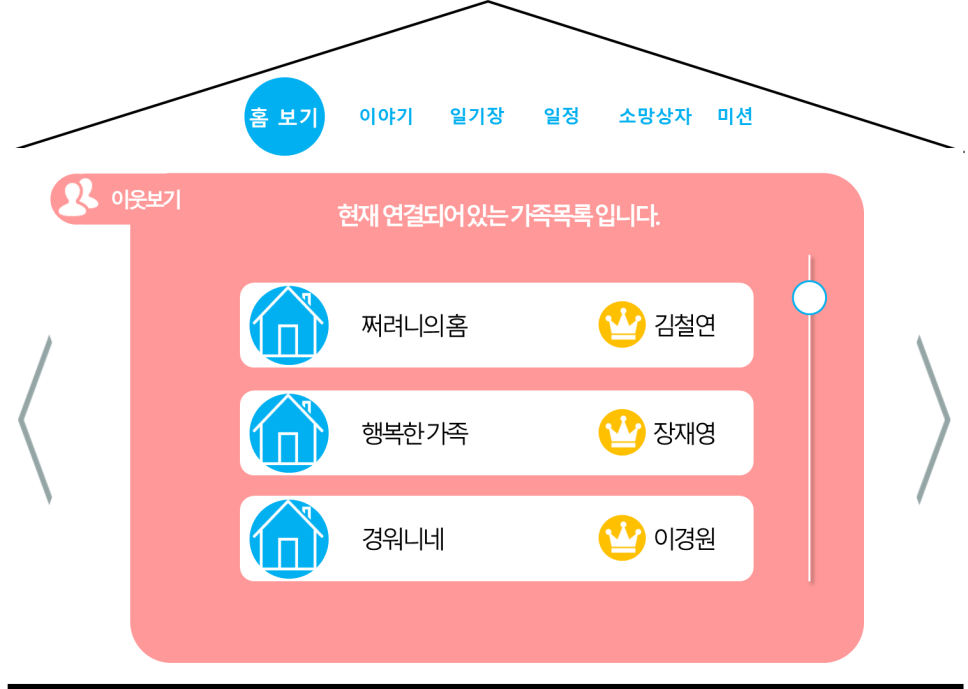 홈 보기 이야기 일기장 일정 소망상자 미션
이웃보기
현재 연결되어있는 가족목록 입니다.
쩌려니의홈 김철연
행복한 가족 장재영
경워니네 이경원